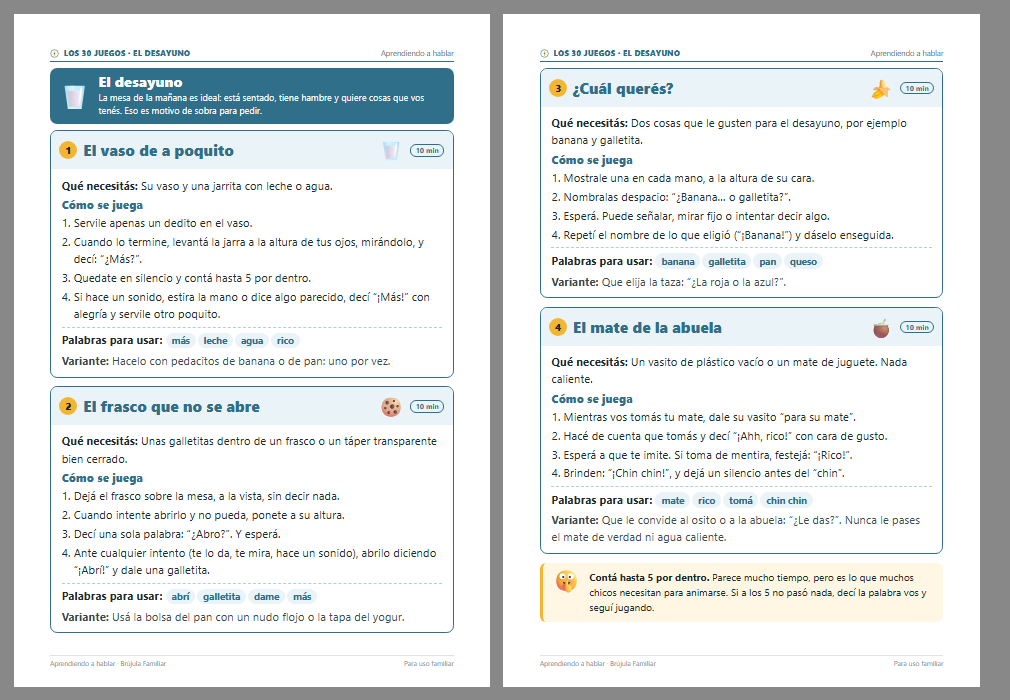 LOS 30 JUEGOS · EL DESAYUNO
Aprendiendo a hablar
El desayuno
La mesa de la mañana es ideal: está sentado, tiene hambre y quiere cosas que vos
tenés. Eso es motivo de sobra para pedir.
1 El vaso de a poquito
10 min
Qué necesitás: Su vaso y una jarrita con leche o agua.
Cómo se juega
1. Servile apenas un dedito en el vaso.
2. Cuando lo termine, levantá la jarra a la altura de tus ojos, mirándolo, y
decí: “¿Más?”.
3. Quedate en silencio y contá hasta 5 por dentro.
4. Si hace un sonido, estira la mano o dice algo parecido, decí “¡Más!” con
alegría y servile otro poquito.
Palabras para usar: más leche agua rico
Variante: Hacelo con pedacitos de banana o de pan: uno por vez.
2 El frasco que no se abre
10 min
Qué necesitás: Unas galletitas dentro de un frasco o un táper transparente
bien cerrado.
Cómo se juega
1. Dejá el frasco sobre la mesa, a la vista, sin decir nada.
2. Cuando intente abrirlo y no pueda, ponete a su altura.
3. Decí una sola palabra: “¿Abro?”. Y esperá.
4. Ante cualquier intento (te lo da, te mira, hace un sonido), abrilo diciendo
“¡Abrí!” y dale una galletita.
Palabras para usar: abrí galletita dame más
Variante: Usá la bolsa del pan con un nudo flojo o la tapa del yogur.
Aprendiendo a hablar · Brújula Familiar
Para uso familiar
LOS 30 JUEGOS · EL DESAYUNO
Aprendiendo a hablar
3 ¿Cuál querés?
10 min
Qué necesitás: Dos cosas que le gusten para el desayuno, por ejemplo
banana y galletita.
Cómo se juega
1. Mostrale una en cada mano, a la altura de su cara.
2. Nombralas despacio: “¿Banana... o galletita?”.
3. Esperá. Puede señalar, mirar fijo o intentar decir algo.
4. Repetí el nombre de lo que eligió (“¡Banana!”) y dáselo enseguida.
Palabras para usar: banana galletita pan queso
Variante: Que elija la taza: “¿La roja o la azul?”.
4 El mate de la abuela
10 min
Qué necesitás: Un vasito de plástico vacío o un mate de juguete. Nada
caliente.
Cómo se juega
1. Mientras vos tomás tu mate, dale su vasito “para su mate”.
2. Hacé de cuenta que tomás y decí “¡Ahh, rico!” con cara de gusto.
3. Esperá a que te imite. Si toma de mentira, festejá: “¡Rico!”.
4. Brinden: “¡Chin chin!”, y dejá un silencio antes del “chin”.
Palabras para usar: mate rico tomá chin chin
Variante: Que le convide al osito o a la abuela: “¿Le das?”. Nunca le pases
el mate de verdad ni agua caliente.
Contá hasta 5 por dentro. Parece mucho tiempo, pero es lo que muchos
chicos necesitan para animarse. Si a los 5 no pasó nada, decí la palabra vos y
seguí jugando.
Aprendiendo a hablar · Brújula Familiar
Para uso familiar